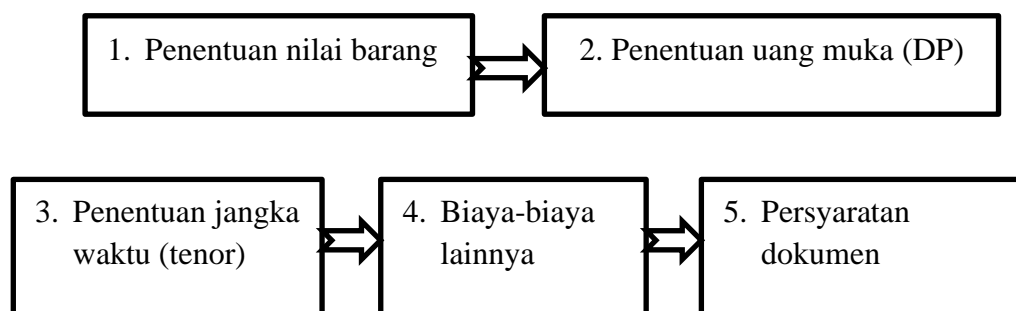 1. Penentuan nilai barang
2. Penentuan uang muka (DP)
3. Penentuan jangka
waktu (tenor)
4. Biaya-biaya
lainnya
5. Persyaratan
dokumen